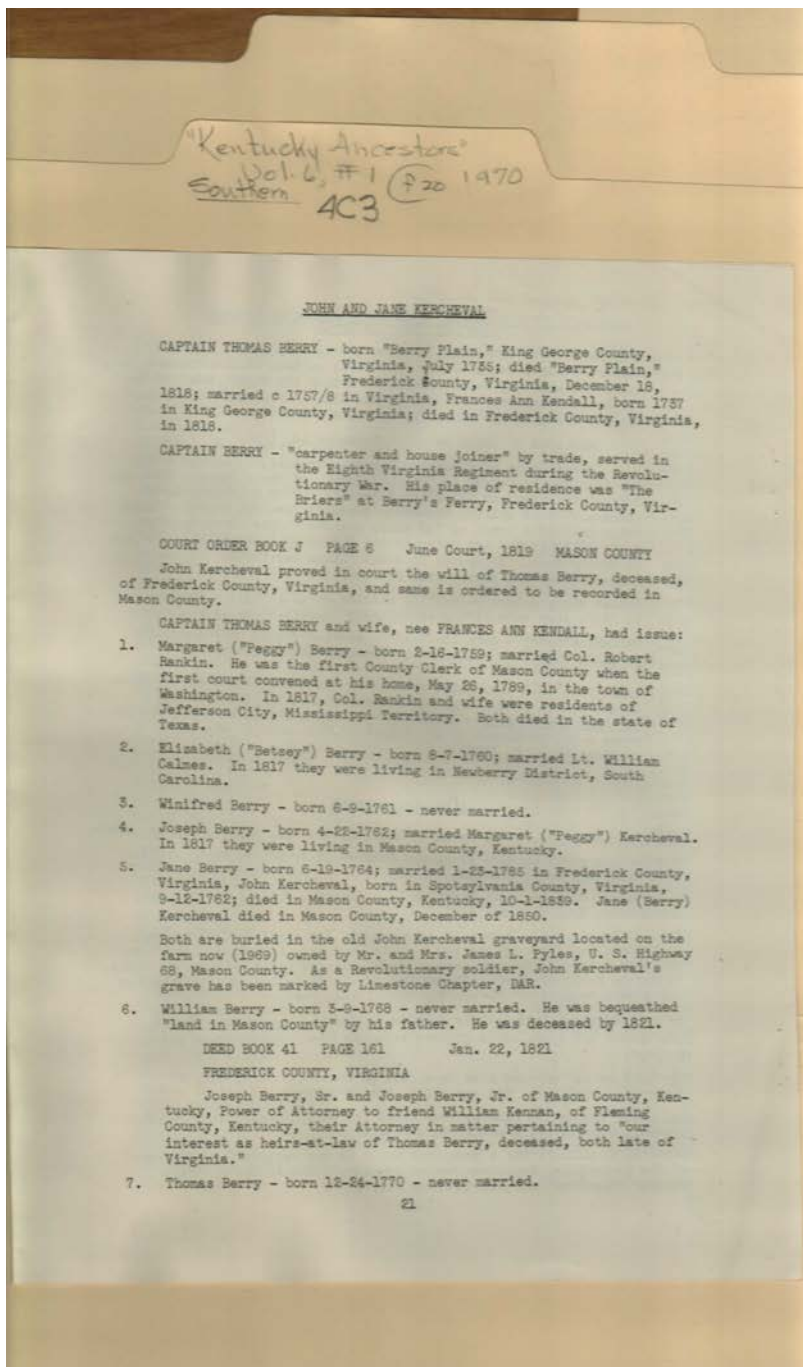 "Kentucky Ancestors"
Vol. 6, #1 p 20 1970
Southern
4C3
JOHN AND JANE KERCHEVAL
CAPTAIN THOMAS BERRY - born "Berry Plain," King George County,
Virginia, July 1735; died "Berry Plain,"
Frederick County, Virginia, December 18,
1818; married c 1757/8 in Virginia, Frances Ann Kendall, born 1737
in King George County, Virginia; died in Frederick County, Virginia,
in 1818.
CAPTAIN BERRY - "carpenter and house joiner" by trade, served in
the Eighth Virginia Regiment during the Revolu-
tionary War. His place of residence was "The
Briers" at Berry's Ferry, Frederick County, Vir-
ginia.
COURT ORDER BOOK J PAGE 6 June Court, 1819 MASON COUNTY
John Kercheval proved in court the will of Thomas Berry, deceased,
of Frederick County, Virginia, and same is ordered to be recorded in
Mason County.
CAPTAIN THOMAS BERRY and wife, nee FRANCES ANN KENDALL, had issue:
1. Margaret ("Peggy") Berry - born 2-16-1759; married Col. Robert
Rankin. He was the first County Clerk of Mason County when the
first court convened at his home, May 26, 1789, in the town of
Washington. In 1817, Col. Rankin and wife were residents of
Jefferson City, Mississippi Territory. Both died in the state of
Texas.
2. Elizabeth ("Betsey") Berry - born 8-7-1760; married Lt. William
Calmes. In 1817 they were living in Newberry District, South
Carolina.
3. Winifred Berry - born 6-9-1761 - never married.
4. Joseph Berry - born 4-22-1762; married Margaret ("Peggy") Kercheval.
In 1817 they were living in Mason County, Kentucky.
5. Jane Berry - born 6-19-1764; married 1-23-1785 in Frederick County,
Virginia, John Kercheval, born in Spotsylvania County, Virginia,
9-12-1762; died in Mason County, Kentucky, 10-1-1839. Jane (Berry)
Kercheval died in Mason County, December of 1850.
Both are buried in the old John Kercheval graveyard located on the
farm now (1969) owned by Mr. and Mrs. James L. Pyles, U. S. Highway
68, Mason County. As a Revolutionary soldier, John Kercheval's
grave has been marked by Limestone Chapter, DAR.
6. William Berry - born 3-9-1768 - never married. He was bequeathed
"land in Mason County" by his father. He was deceased by 1821.
DEED BOOK 41 PAGE 161 Jan. 22, 1821
FREDERICK COUNTY, VIRGINIA
Joseph Berry, Sr. and Joseph Berry, Jr. of Mason County, Ken-
tucky, Power of Attorney to friend William Kennan, of Fleming
County, Kentucky, their Attorney in matter pertaining to "our
interest as heirs-at-law of Thomas Berry, deceased, both late of
Virginia."
7. Thomas Berry - born 12-24-1770 - never married.
21